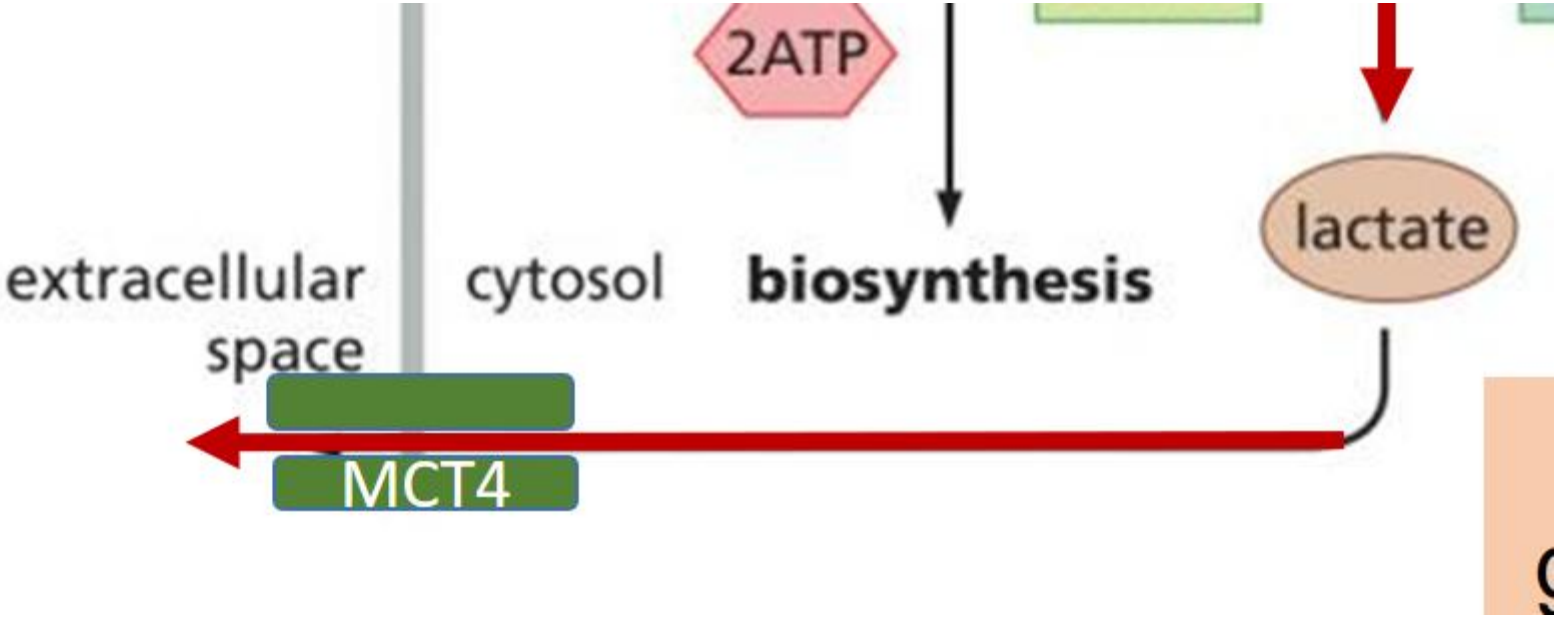 2ATP
lactate
extracellular
space
cytosol
biosynthesis
MCT4